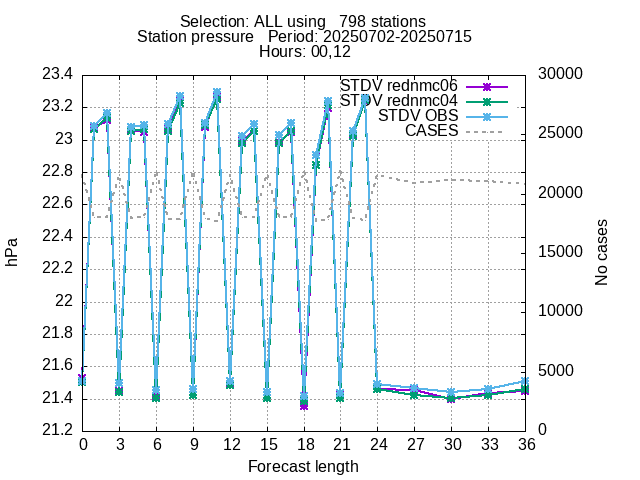 Selection: ALL using   798 stations
Station pressure   Period: 20250702-20250715
Hours: 00,12
STDV rednmc06
STDV rednmc04
STDV OBS
CASES
23.4
23.2
23
22.8
22.6
22.4
22.2
22
21.8
21.6
21.4
21.2
30000
25000
20000
15000
10000
5000
0
hPa
No cases
0 3 6 9 12 15 18 21 24 27 30 33 36
Forecast length